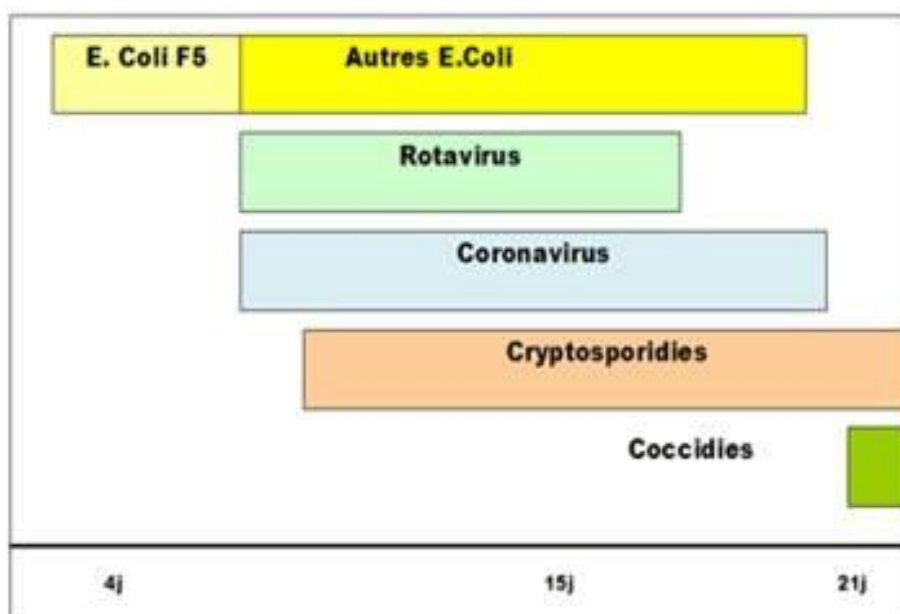 E. Coli F5 Autres E.Coli
Rotavirus
Coronavirus
Cryptosporidies
Coccidies
4j 15j 21j